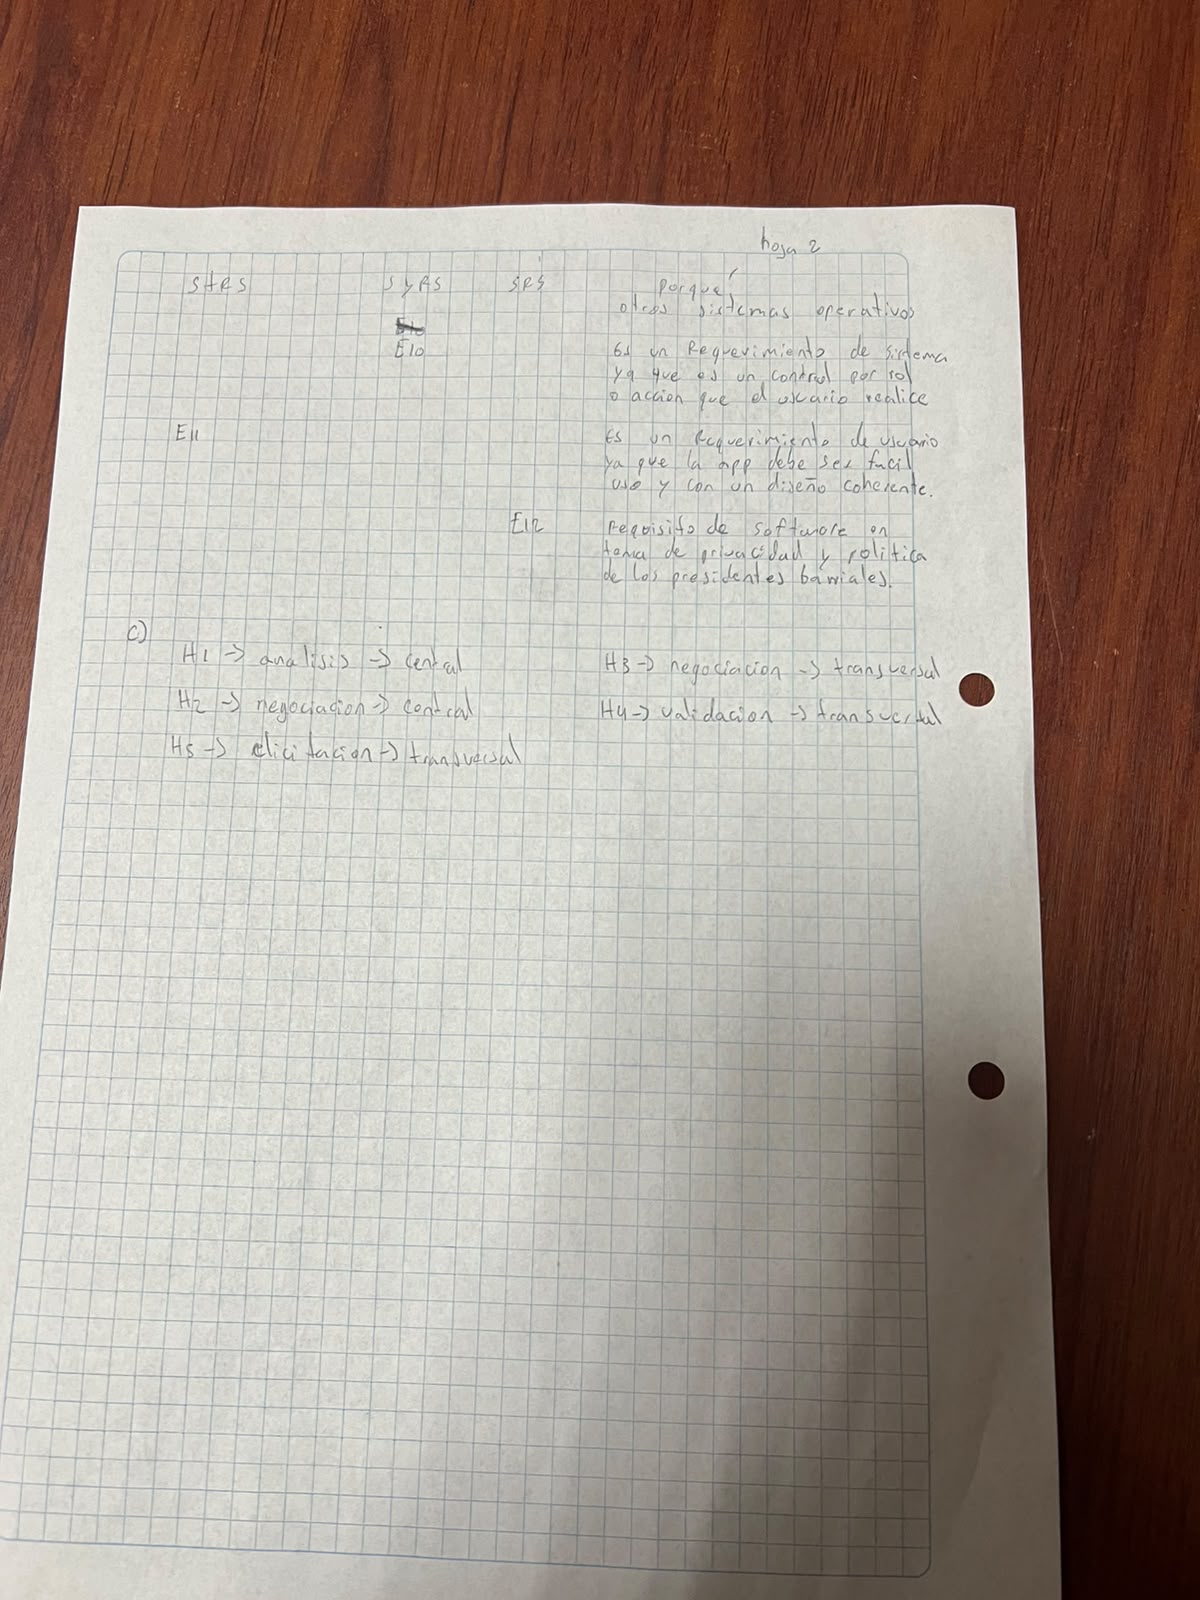 hoja 2
StRS SyRS SRS porqué
otros sistemas operativos
E10
E10 Es un Requerimiento de sistema
ya que es un control por rol
o accion que el usuario realice
E11 Es un Requerimiento de usuario
ya que la app debe ser facil
uso y con un diseño coherente.
E12 Requisito de software en
tema de privacidad y politica
de los presidentes barriales.
c)
H1 -> analisis -> central H3 -> negociacion -> transversal
H2 -> negociacion -> central H4 -> validacion -> transversal
H5 -> elicitacion -> transversal